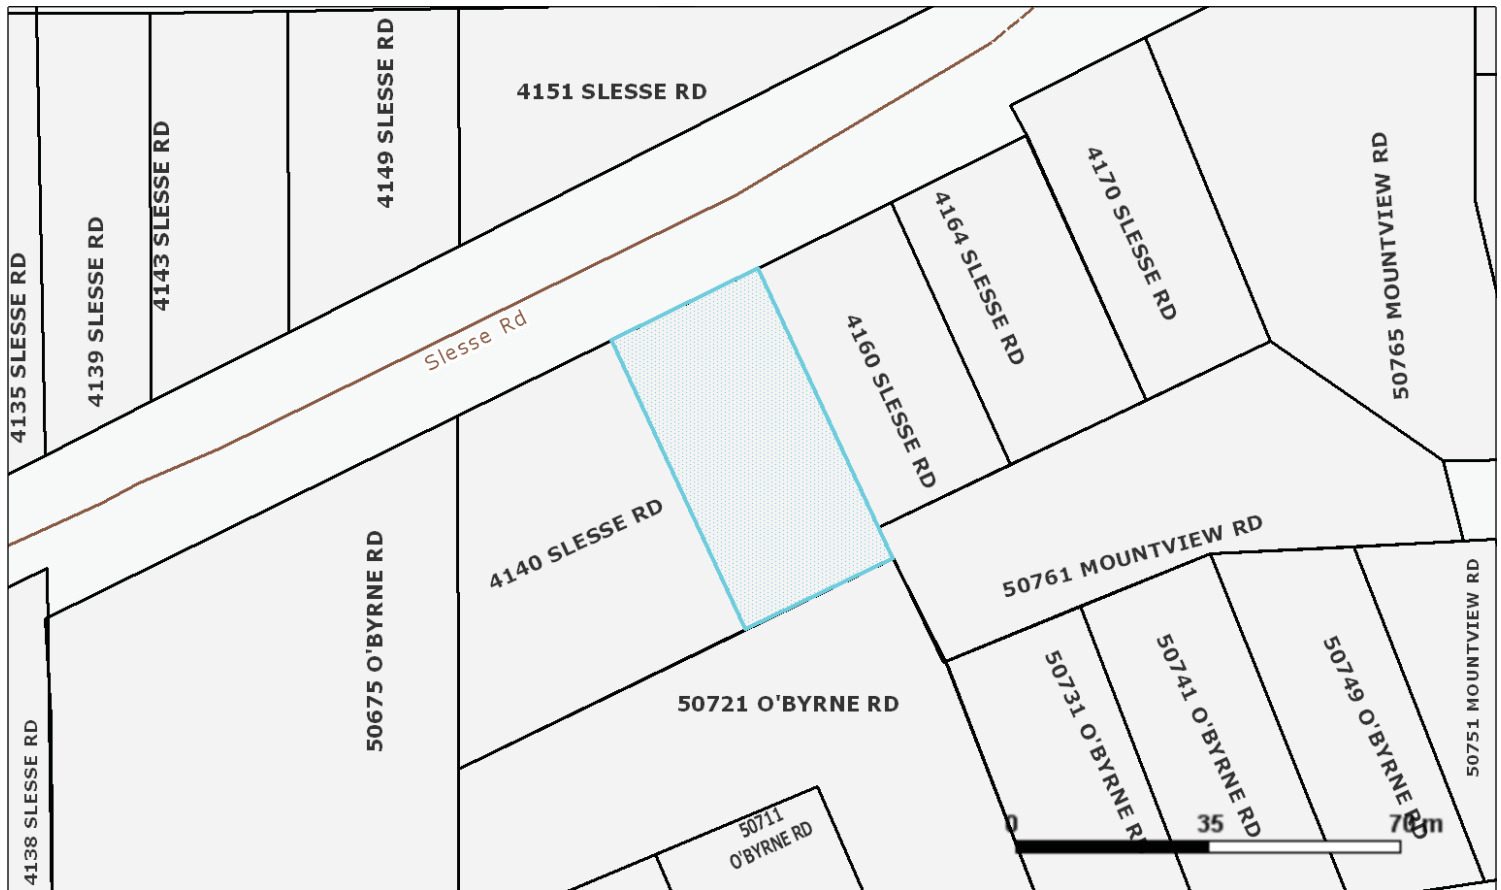 4151 SLESSE RD
4149 SLESSE RD
4143 SLESSE RD
4139 SLESSE RD
4135 SLESSE RD
Slesse Rd
4170 SLESSE RD
4164 SLESSE RD
4160 SLESSE RD
50765 MOUNTVIEW RD
4140 SLESSE RD
50675 O'BYRNE RD
50761 MOUNTVIEW RD
50721 O'BYRNE RD
50731 O'BYRNE RD
50741 O'BYRNE RD
50749 O'BYRNE RD
50751 MOUNTVIEW RD
4138 SLESSE RD
50711
O'BYRNE RD
0 35 70 m